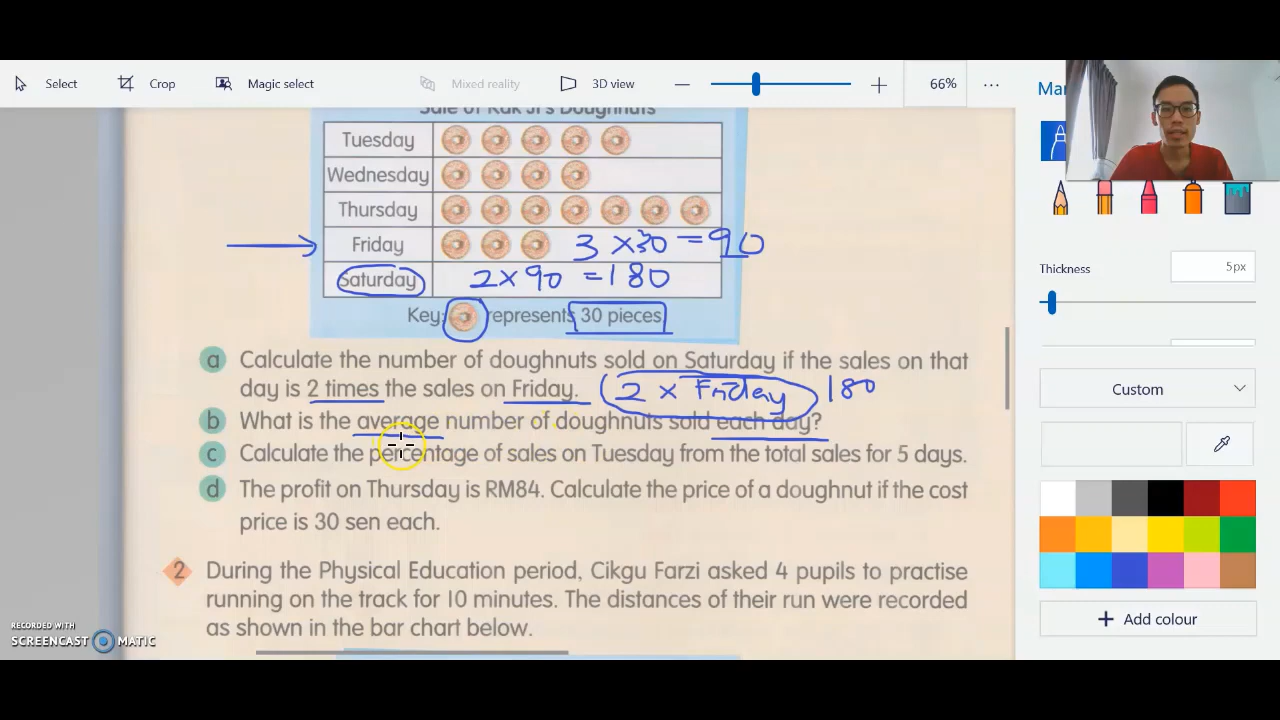 Select Crop Magic select Mixed reality 3D view 66% ...
Mar
Sale of Kak Ji's Doughnuts
Tuesday
Wednesday
Thursday
Friday 3 x 30 = 90
Saturday 2 x 90 = 180
Key: represents 30 pieces
a Calculate the number of doughnuts sold on Saturday if the sales on that
day is 2 times the sales on Friday. 2 x Friday 180
b What is the average number of doughnuts sold each day?
c Calculate the percentage of sales on Tuesday from the total sales for 5 days.
d The profit on Thursday is RM84. Calculate the price of a doughnut if the cost
price is 30 sen each.
2 During the Physical Education period, Cikgu Farzi asked 4 pupils to practise
running on the track for 10 minutes. The distances of their run were recorded
as shown in the bar chart below.
Thickness 5px
Custom
+ Add colour
RECORDED WITH
SCREENCAST MATIC